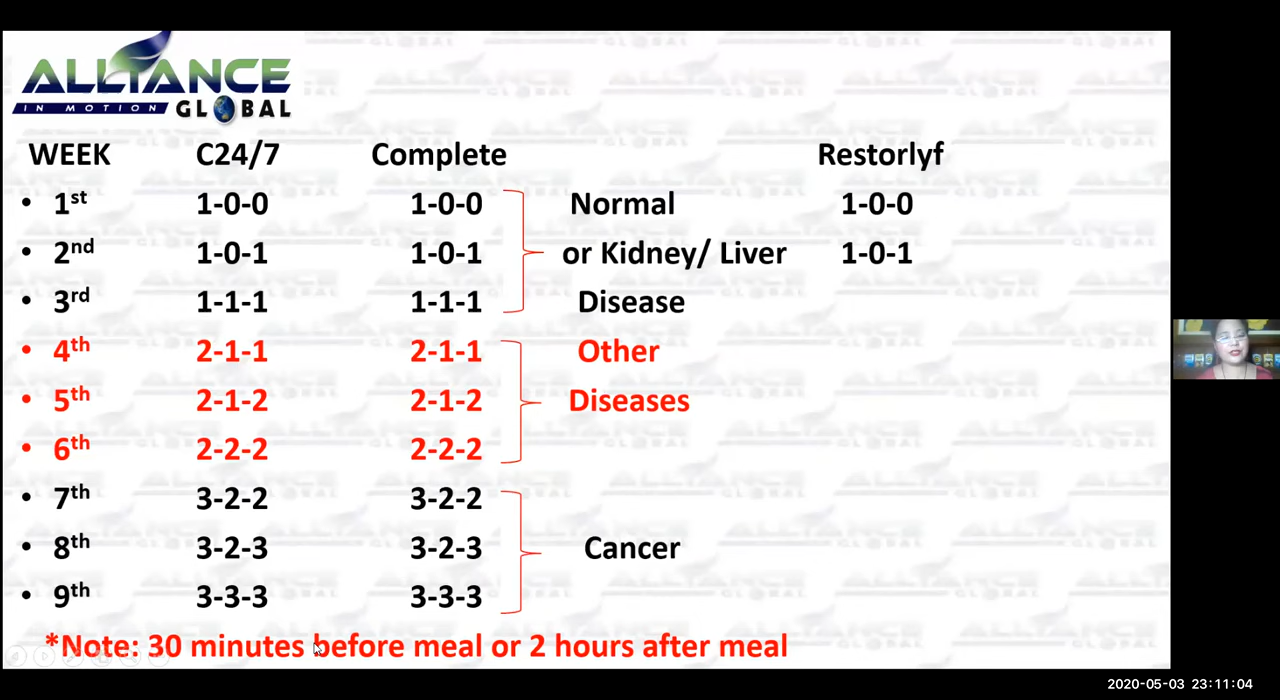 ALLIANCE
IN MOTION GLOBAL
WEEK C24/7 Complete Restorlyf
• 1st 1-0-0 1-0-0 Normal 1-0-0
• 2nd 1-0-1 1-0-1 or Kidney/ Liver 1-0-1
• 3rd 1-1-1 1-1-1 Disease
• 4th 2-1-1 2-1-1 Other
• 5th 2-1-2 2-1-2 Diseases
• 6th 2-2-2 2-2-2
• 7th 3-2-2 3-2-2
• 8th 3-2-3 3-2-3 Cancer
• 9th 3-3-3 3-3-3
*Note: 30 minutes before meal or 2 hours after meal
2020-05-03 23:11:04